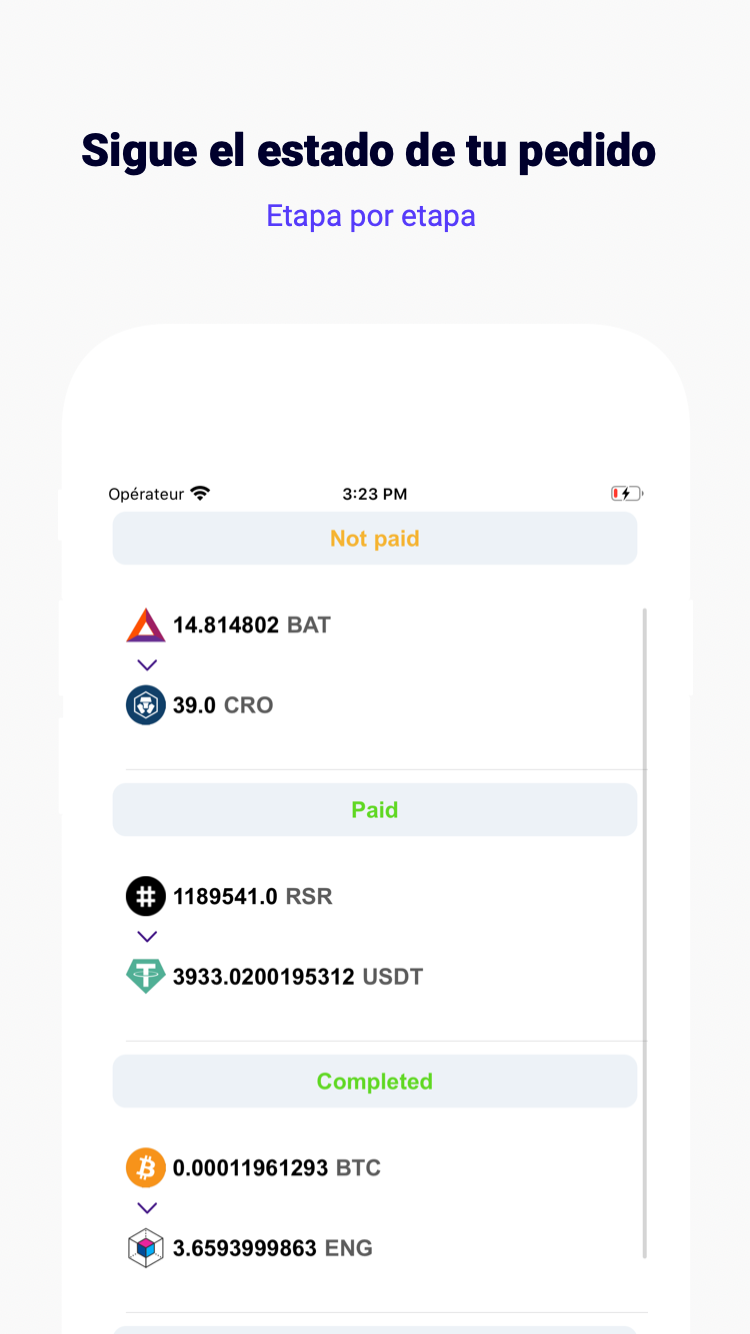 Sigue el estado de tu pedido
Etapa por etapa
Opérateur 3:23 PM
Not paid
14.814802 BAT
39.0 CRO
Paid
1189541.0 RSR
3933.0200195312 USDT
Completed
0.00011961293 BTC
3.6593999863 ENG